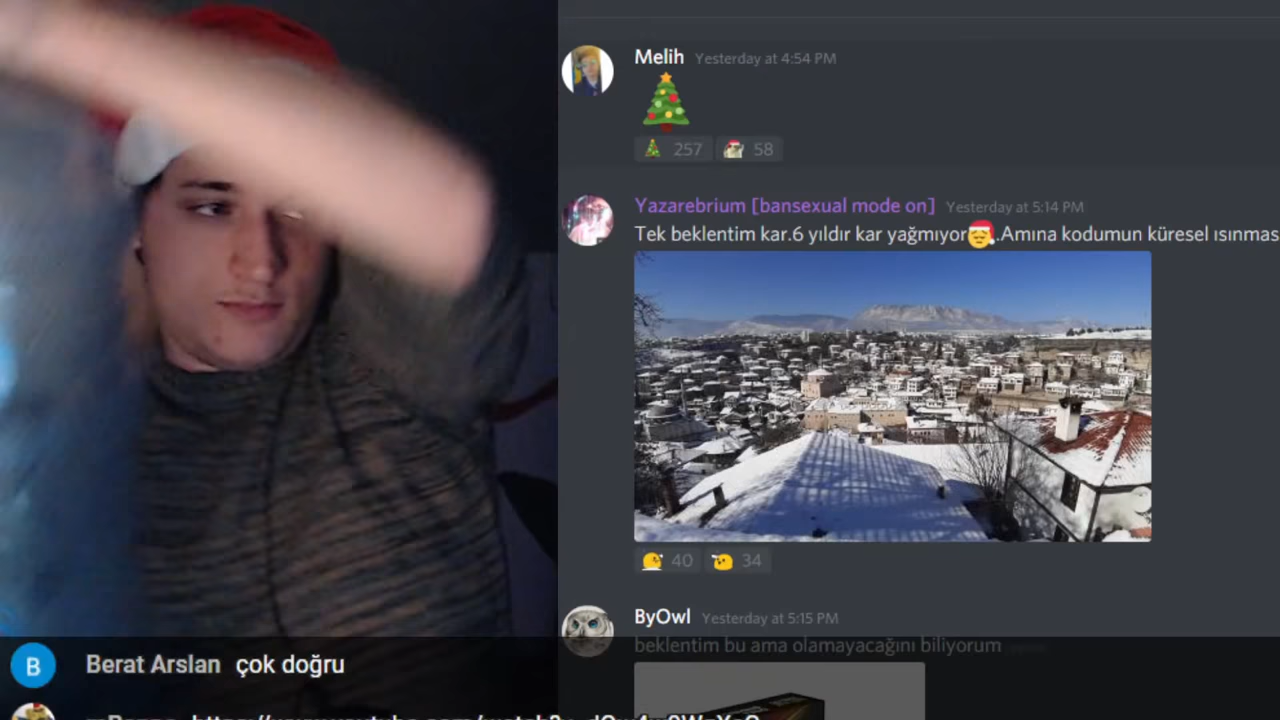 Melih Yesterday at 4:54 PM
257 58
Yazarebrium [bansexual mode on] Yesterday at 5:14 PM
Tek beklentim kar.6 yıldır kar yağmıyor.Amına kodumun küresel ısınmas
40 34
ByOwl Yesterday at 5:15 PM
beklentim bu ama olamayacağını biliyorum
B Berat Arslan çok doğru